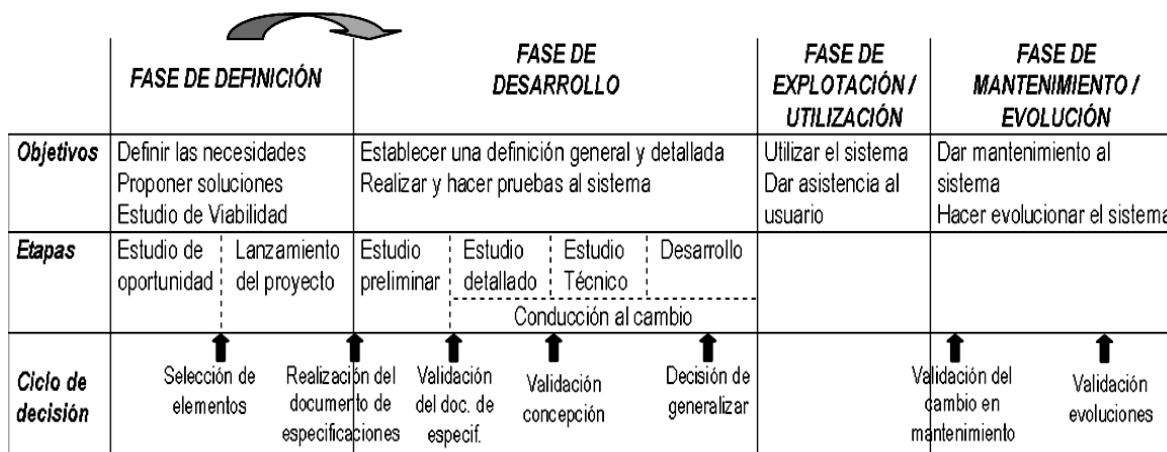 FASE DE DEFINICIÓN
FASE DE
DESARROLLO
FASE DE
EXPLOTACIÓN /
UTILIZACIÓN
FASE DE
MANTENIMIENTO /
EVOLUCIÓN
Objetivos
Definir las necesidades
Proponer soluciones
Estudio de Viabilidad
Establecer una definición general y detallada
Realizar y hacer pruebas al sistema
Utilizar el sistema
Dar asistencia al
usuario
Dar mantenimiento al
sistema
Hacer evolucionar el sistema
Etapas
Estudio de
oportunidad
Lanzamiento
del proyecto
Estudio
preliminar
Estudio
detallado
Estudio
Técnico
Desarrollo
Conducción al cambio
Ciclo de
decisión
Selección de
elementos
Realización del
documento de
especificaciones
Validación
del doc. de
especif.
Validación
concepción
Decisión de
generalizar
Validación del
cambio en
mantenimiento
Validación
evoluciones